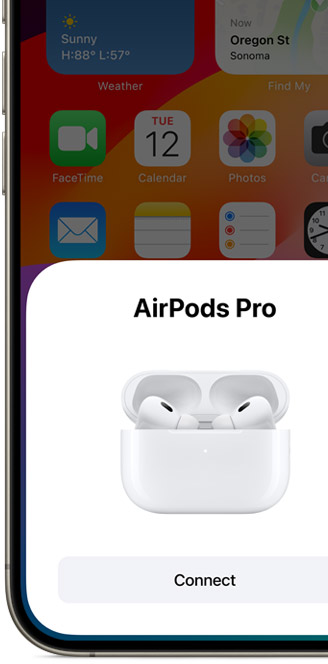 Sunny
H:88° L:57°
Weather
Now
Oregon St
Sonoma
Find My
TUE
12
FaceTime
Calendar
Photos
AirPods Pro
Connect